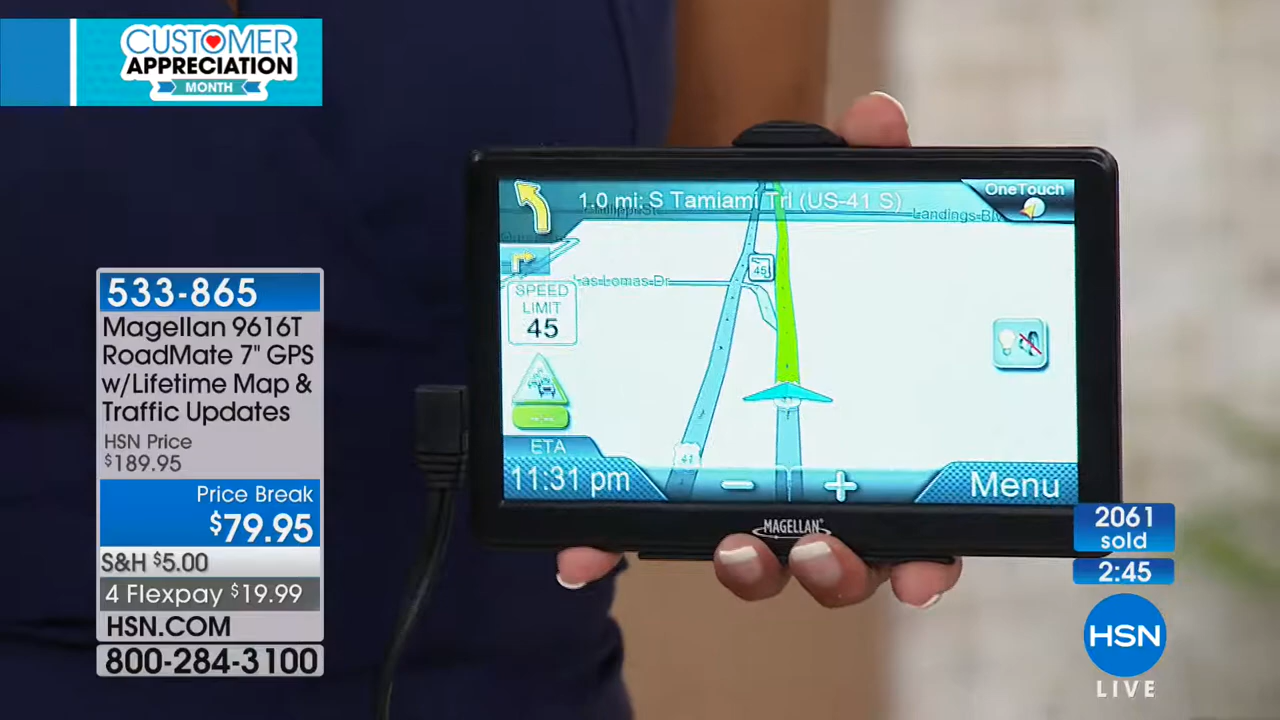 CUSTOMER
APPRECIATION
MONTH
1.0 mi: S Tamiami Trl (US-41 S)
OneTouch
Landings
45
Las Lomas Dr
SPEED
LIMIT
45
41
ETA
11:31 pm
Menu
MAGELLAN
533-865
Magellan 9616T
RoadMate 7" GPS
w/Lifetime Map &
Traffic Updates
HSN Price
$189.95
Price Break
$79.95
S&H $5.00
4 Flexpay $19.99
HSN.COM
800-284-3100
2061
sold
2:45
HSN
LIVE